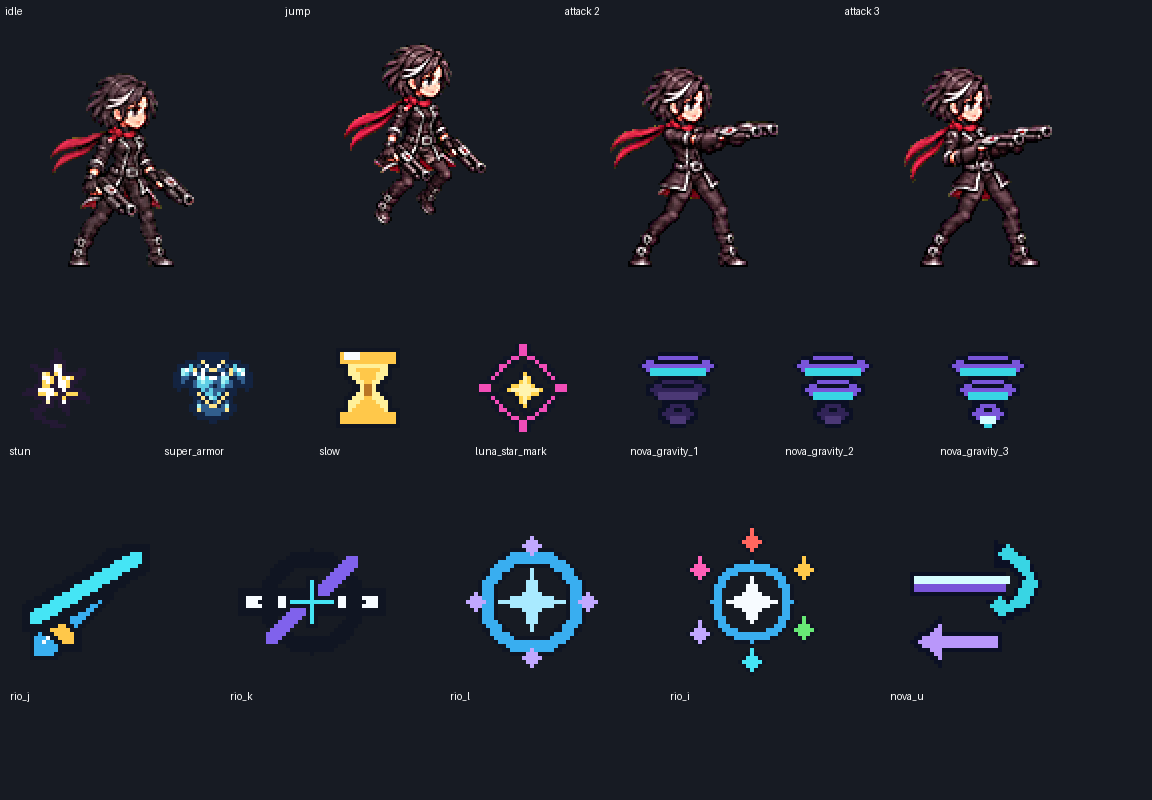 idle
jump
attack 2
attack 3
stun
super_armor
slow
luna_star_mark
nova_gravity_1
nova_gravity_2
nova_gravity_3
rio_j
rio_k
rio_l
rio_i
nova_u